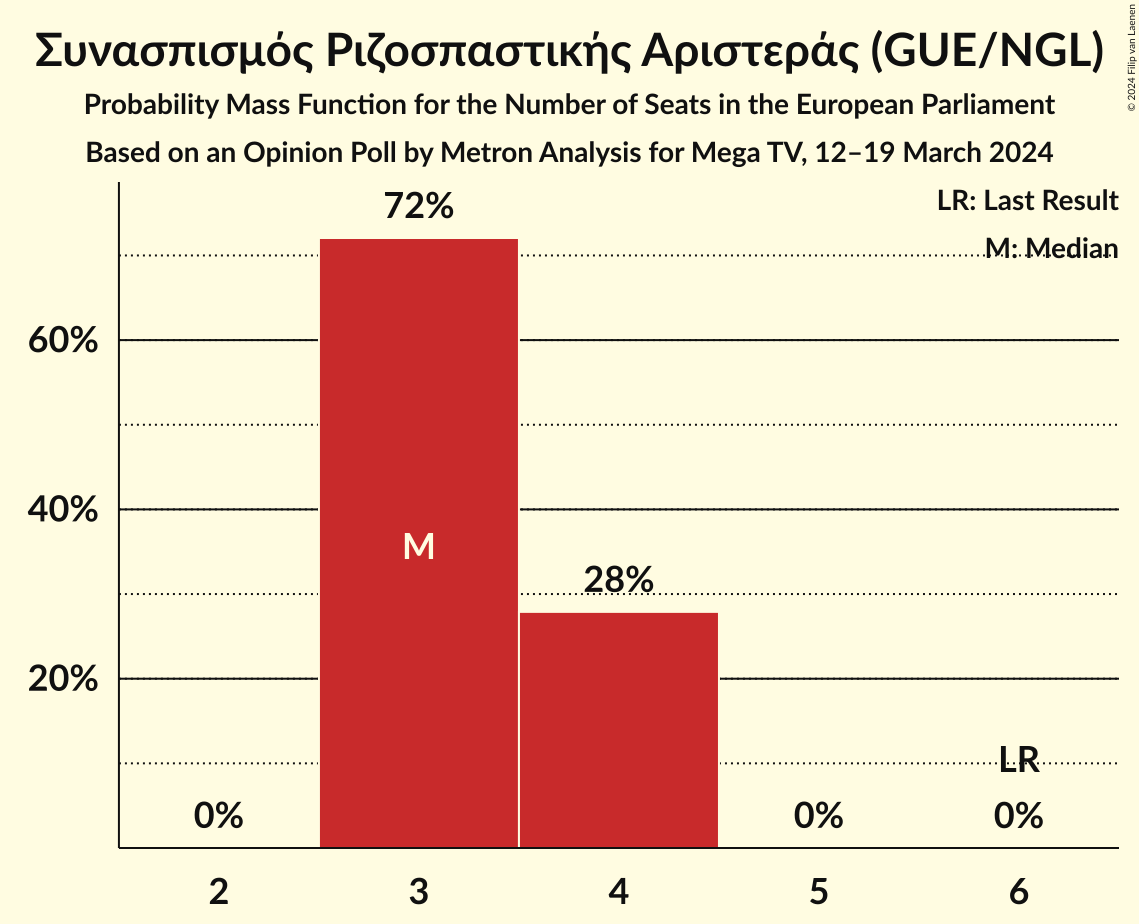 Συνασπισμός Ριζοσπαστικής Αριστεράς (GUE/NGL)
Probability Mass Function for the Number of Seats in the European Parliament
Based on an Opinion Poll by Metron Analysis for Mega TV, 12–19 March 2024
© 2024 Filip van Laenen
LR: Last Result
M: Median
72%
60%
40%
M
28%
20%
LR
0%
0%
0%
2 3 4 5 6